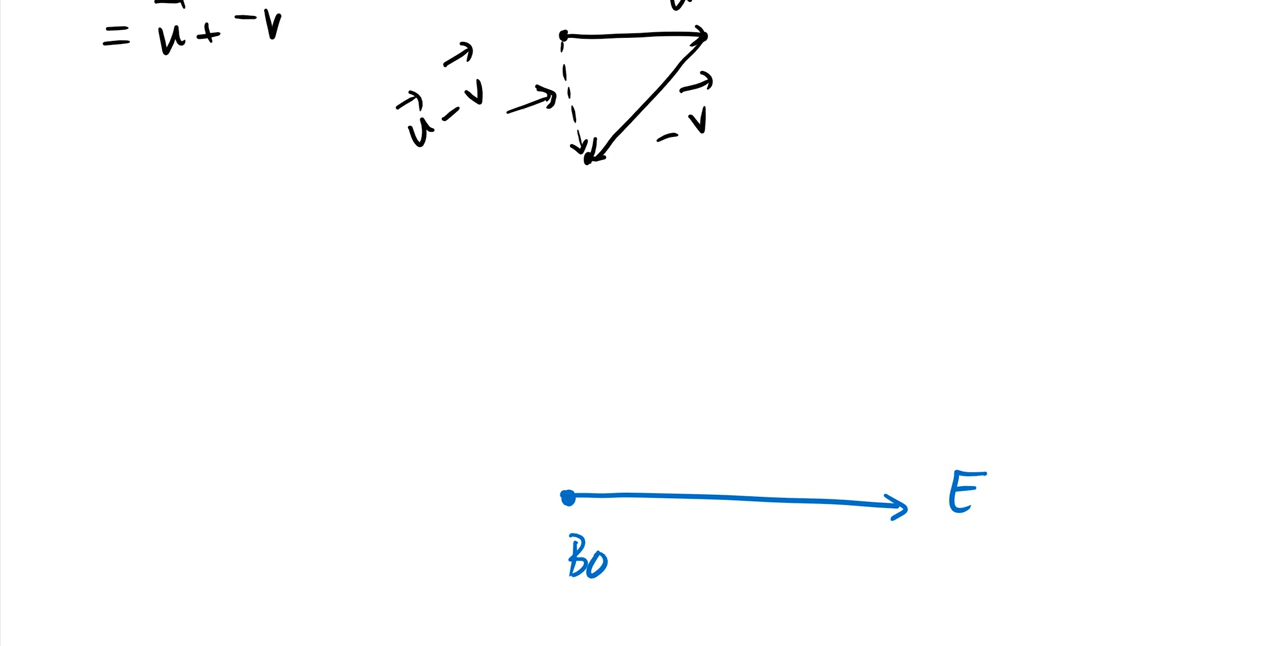 = u + -v
u - v
-v
E
BO